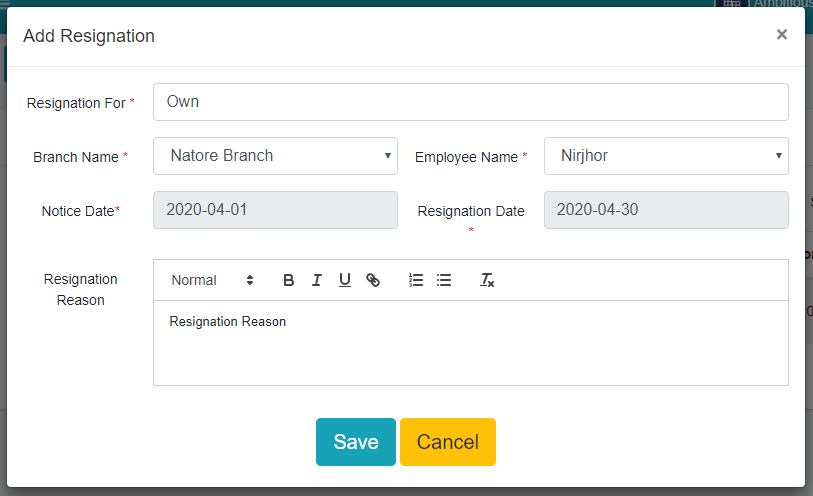 Add Resignation ×
Resignation For * Own
Branch Name * Natore Branch Employee Name * Nirjhor
Notice Date* 2020-04-01 Resignation Date * 2020-04-30
Resignation Reason
Normal B I U
Resignation Reason
Save Cancel